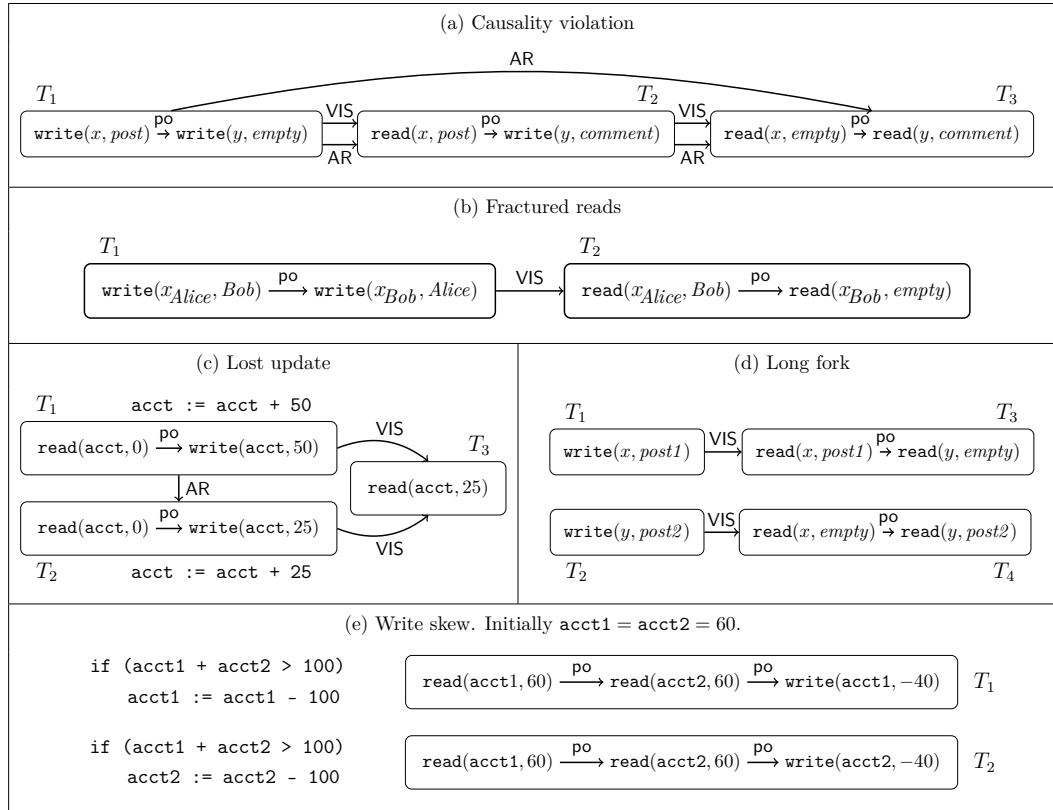 (a) Causality violation
AR
T₁ T₂ T₃
write(x, post) po→ write(y, empty) VIS AR read(x, post) po→ write(y, comment) VIS AR read(x, empty) po→ read(y, comment)
(b) Fractured reads
T₁ T₂
write(x_Alice, Bob) po→ write(x_Bob, Alice) VIS read(x_Alice, Bob) po→ read(x_Bob, empty)
(c) Lost update
T₁ acct := acct + 50
read(acct, 0) po→ write(acct, 50) VIS
T₃
read(acct, 25)
AR
read(acct, 0) po→ write(acct, 25) VIS
T₂ acct := acct + 25
(d) Long fork
T₁ T₃
write(x, post1) VIS read(x, post1) po→ read(y, empty)
write(y, post2) VIS read(x, empty) po→ read(y, post2)
T₂ T₄
(e) Write skew. Initially acct1 = acct2 = 60.
if (acct1 + acct2 > 100)
acct1 := acct1 - 100
read(acct1, 60) po→ read(acct2, 60) po→ write(acct1, −40) T₁
if (acct1 + acct2 > 100)
acct2 := acct2 - 100
read(acct1, 60) po→ read(acct2, 60) po→ write(acct2, −40) T₂